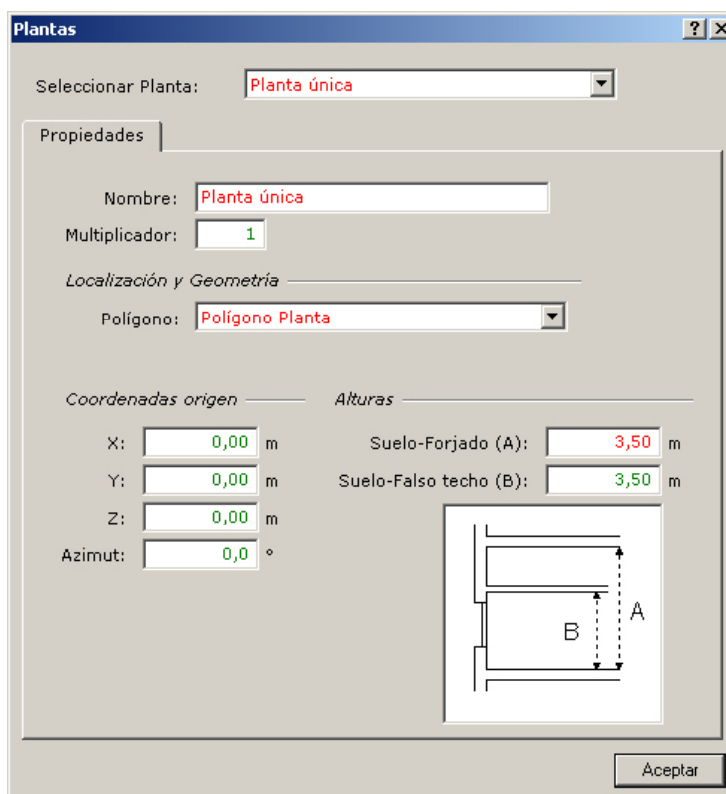 Plantas
Seleccionar Planta: Planta única
Propiedades
Nombre: Planta única
Multiplicador: 1
Localización y Geometría
Polígono: Polígono Planta
Coordenadas origen Alturas
X: 0,00 m Suelo-Forjado (A): 3,50 m
Y: 0,00 m Suelo-Falso techo (B): 3,50 m
Z: 0,00 m
Azimut: 0,0 º
A
B
Aceptar